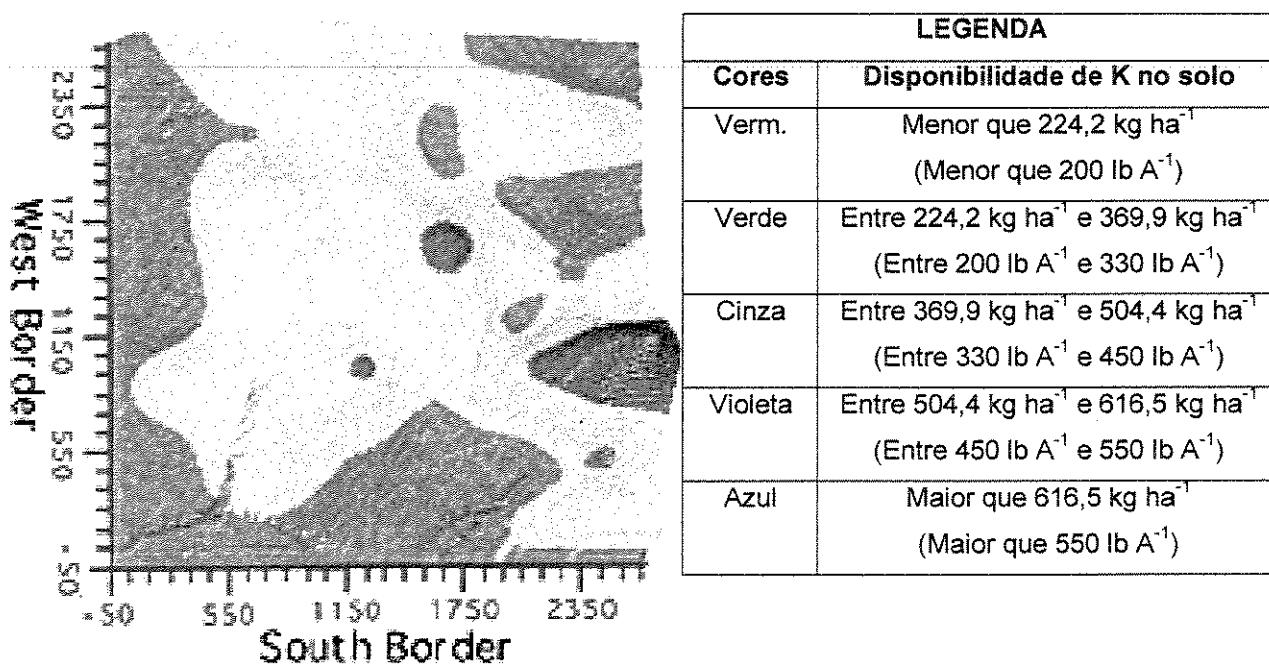 2350
1750
1150
550
-50
West Border
-50 550 1150 1750 2350
South Border
LEGENDA
Cores Disponibilidade de K no solo
Verm. Menor que 224,2 kg ha⁻¹
(Menor que 200 lb A⁻¹)
Verde Entre 224,2 kg ha⁻¹ e 369,9 kg ha⁻¹
(Entre 200 lb A⁻¹ e 330 lb A⁻¹)
Cinza Entre 369,9 kg ha⁻¹ e 504,4 kg ha⁻¹
(Entre 330 lb A⁻¹ e 450 lb A⁻¹)
Violeta Entre 504,4 kg ha⁻¹ e 616,5 kg ha⁻¹
(Entre 450 lb A⁻¹ e 550 lb A⁻¹)
Azul Maior que 616,5 kg ha⁻¹
(Maior que 550 lb A⁻¹)